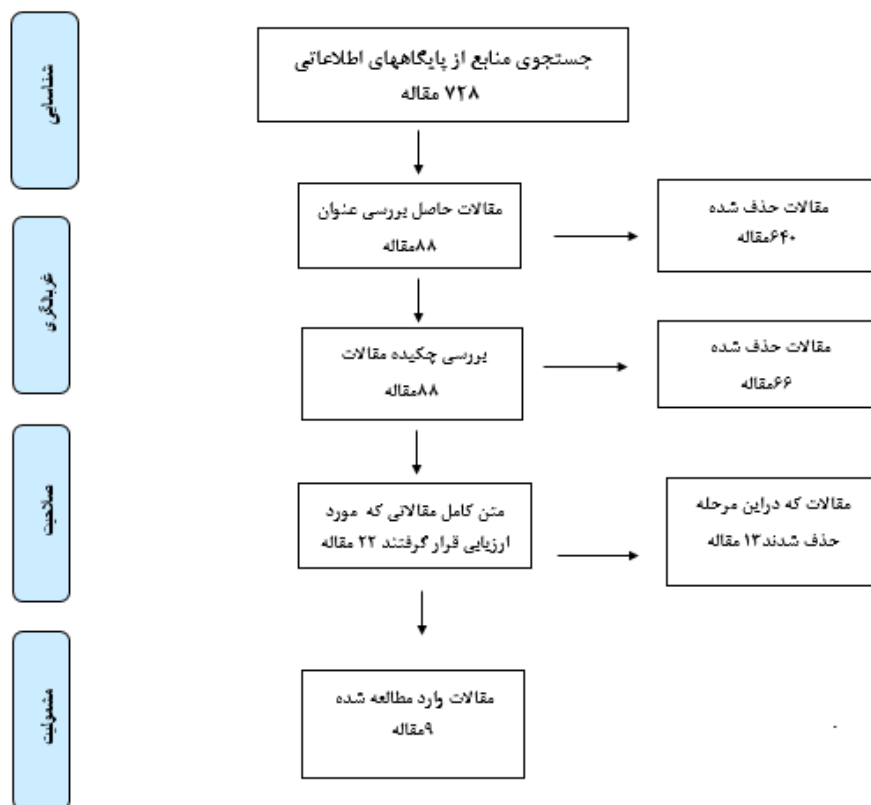 شناسایی
جستجوی منابع از پایگاههای اطلاعاتی
۷۲۸ مقاله
غربالگری
مقالات حاصل بررسی عنوان
۸۸مقاله
مقالات حذف شده
۶۴۰مقاله
بررسی چکیده مقالات
۸۸مقاله
مقالات حذف شده
۶۶مقاله
صلاحیت
متن کامل مقالاتی که مورد
ارزیابی قرار گرفتند ۲۲ مقاله
مقالات که دراین مرحله
حذف شدند۱۳ مقاله
مشمولیت
مقالات وارد مطالعه شده
۹مقاله